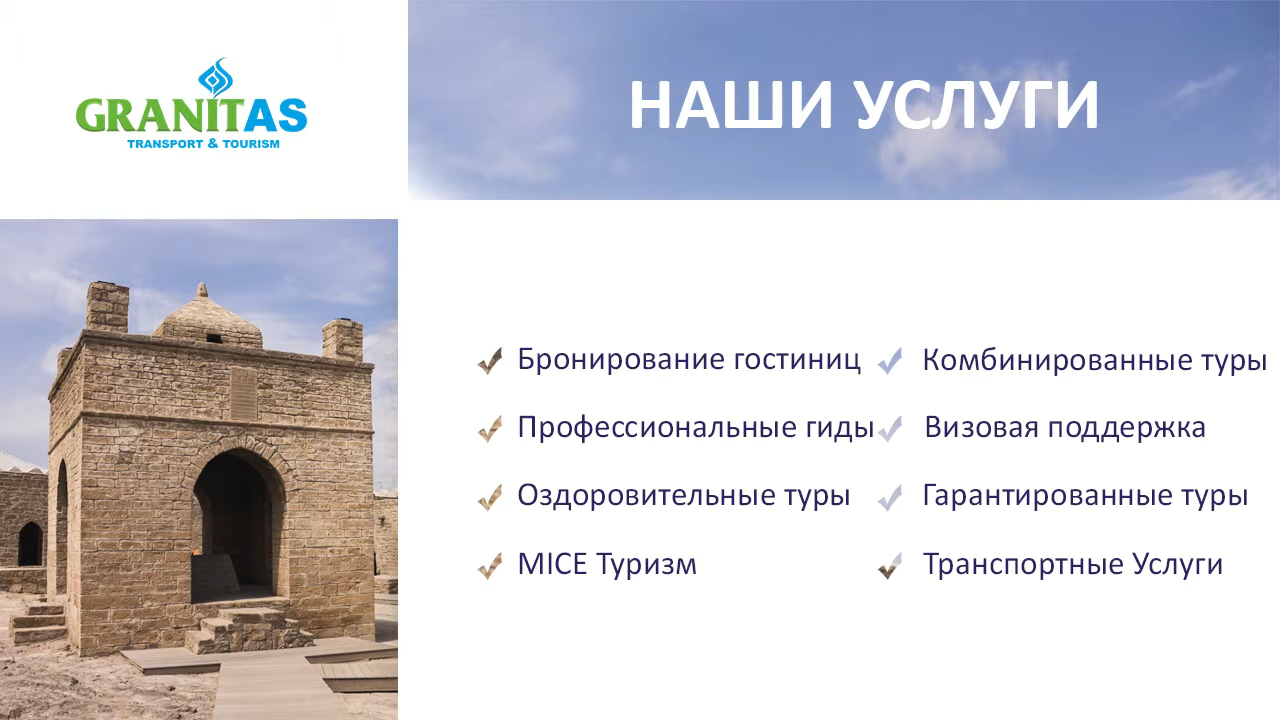 GRANITAS
TRANSPORT & TOURISM
НАШИ УСЛУГИ
Бронирование гостиниц
Профессиональные гиды
Оздоровительные туры
MICE Туризм
Комбинированные туры
Визовая поддержка
Гарантированные туры
Транспортные Услуги